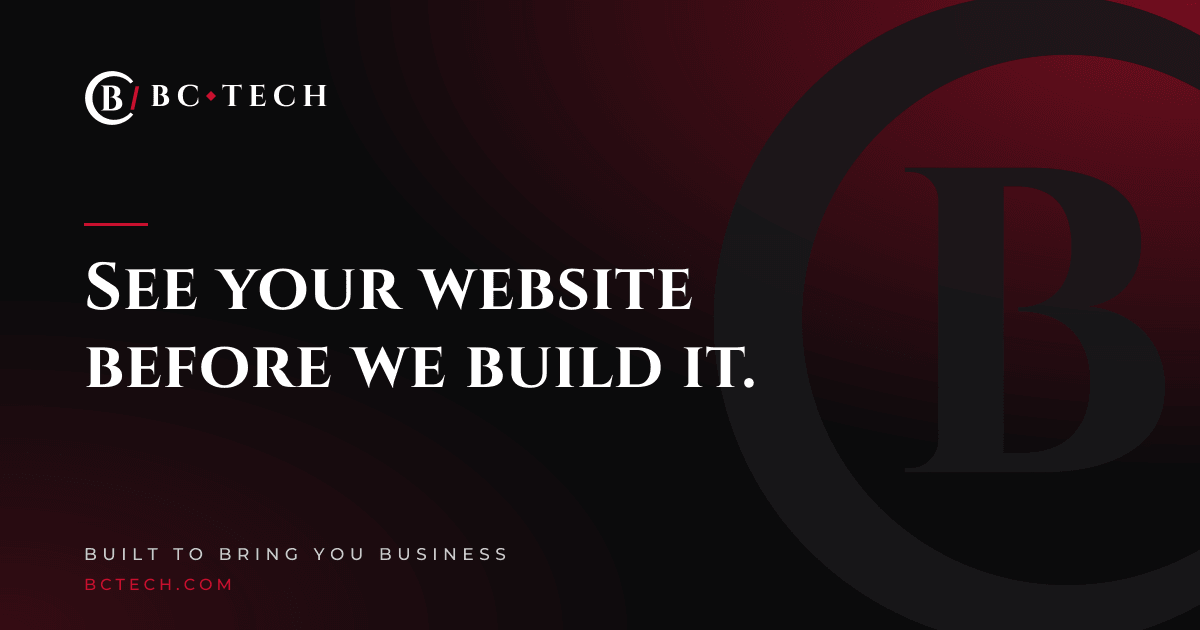 B/ BC◆TECH
See your website
before we build it.
BUILT TO BRING YOU BUSINESS
BCTECH.COM
B